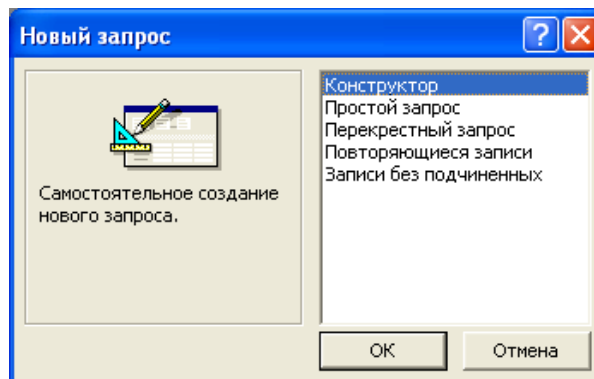 Новый запрос
Самостоятельное создание
нового запроса.
Конструктор
Простой запрос
Перекрестный запрос
Повторяющиеся записи
Записи без подчиненных
ОК
Отмена